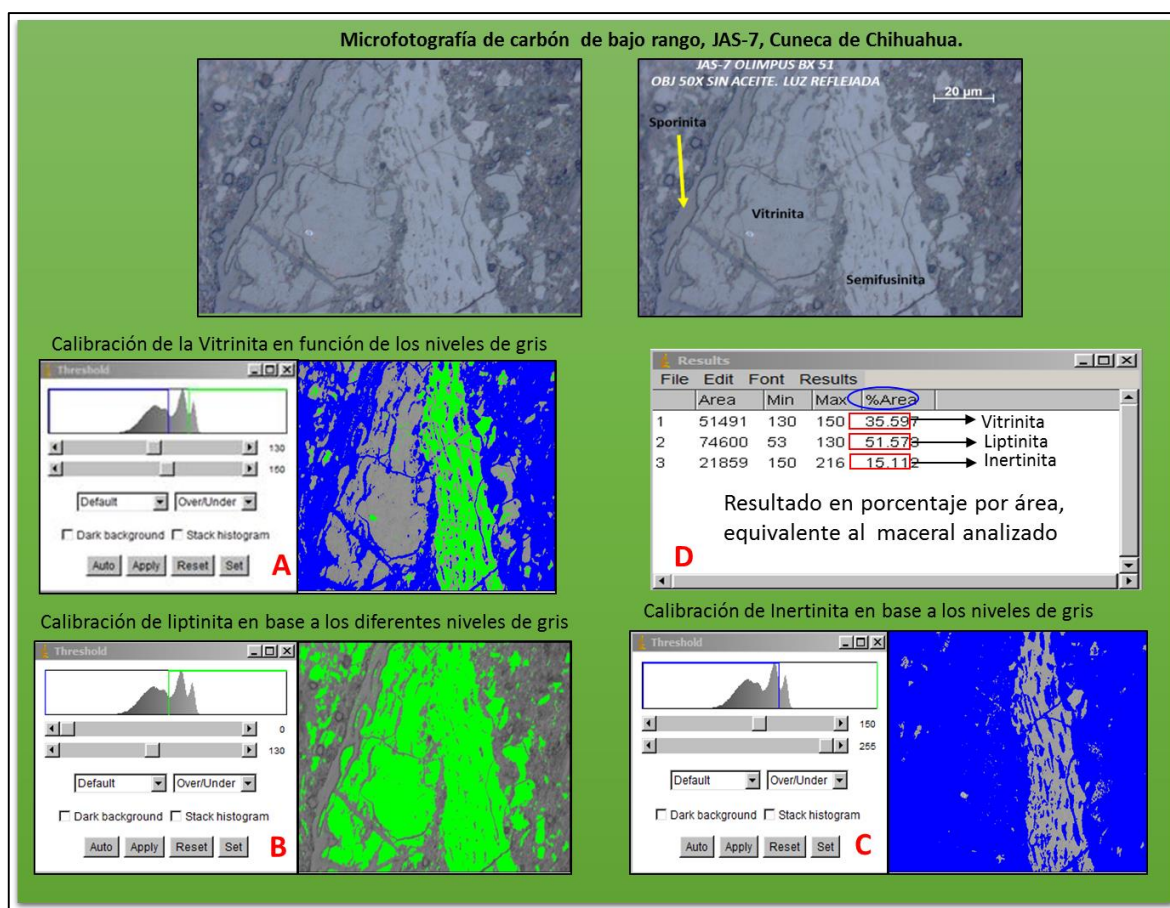 Microfotografía de carbón de bajo rango, JAS-7, Cuneca de Chihuahua.
JAS-7 OLIMPUS BX 51
OBJ 50X SIN ACEITE. LUZ REFLEJADA
20 µm
Sporinita
Vitrinita
Semifusinita
Calibración de la Vitrinita en función de los niveles de gris
Threshold
130
150
Default Over/Under
Dark background Stack histogram
Auto Apply Reset Set
A
Results
File Edit Font Results
Area Min Max %Area
1 51491 130 150 35.597 Vitrinita
2 74600 53 130 51.573 Liptinita
3 21859 150 216 15.112 Inertinita
Resultado en porcentaje por área,
equivalente al maceral analizado
D
Calibración de liptinita en base a los diferentes niveles de gris
Threshold
0
130
Default Over/Under
Dark background Stack histogram
Auto Apply Reset Set
B
Calibración de Inertinita en base a los niveles de gris
Threshold
150
255
Default Over/Under
Dark background Stack histogram
Auto Apply Reset Set
C